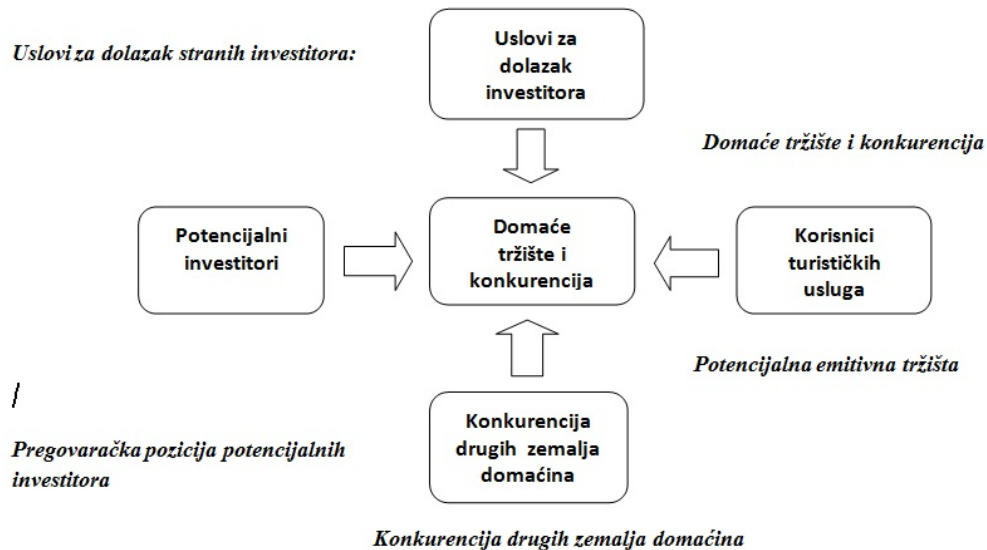 Uslovi za dolazak stranih investitora:
Uslovi za
dolazak
investitora
Domaće tržište i konkurencija
Potencijalni
investitori
Domaće
tržište i
konkurencija
Korisnici
turističkih
usluga
Potencijalna emitivna tržišta
/
Pregovaračka pozicija potencijalnih
investitora
Konkurencija
drugih zemalja
domaćina
Konkurencija drugih zemalja domaćina